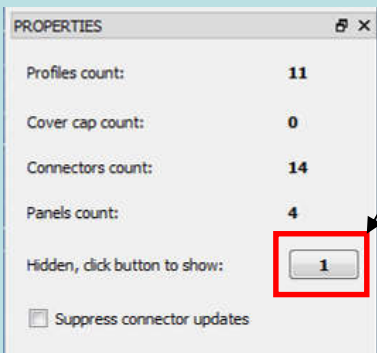 PROPERTIES
Profiles count: 11
Cover cap count: 0
Connectors count: 14
Panels count: 4
Hidden, click button to show: 1
Suppress connector updates